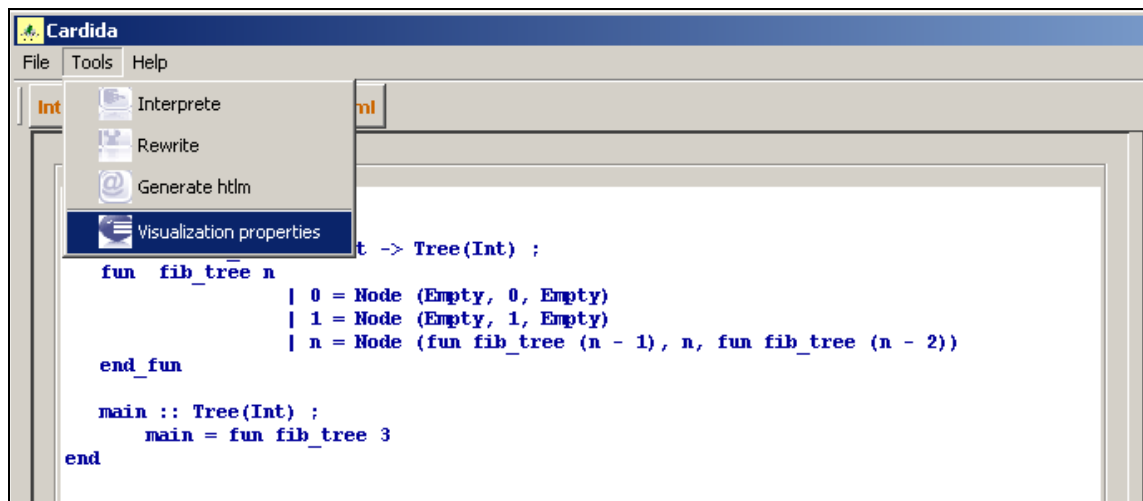 Cardida
File Tools Help
Int ml
Interprete
Rewrite
Generate htlm
Visualization properties
t -> Tree(Int) ;
fun fib_tree n
| 0 = Node (Empty, 0, Empty)
| 1 = Node (Empty, 1, Empty)
| n = Node (fun fib_tree (n - 1), n, fun fib_tree (n - 2))
end_fun
main :: Tree(Int) ;
main = fun fib_tree 3
end